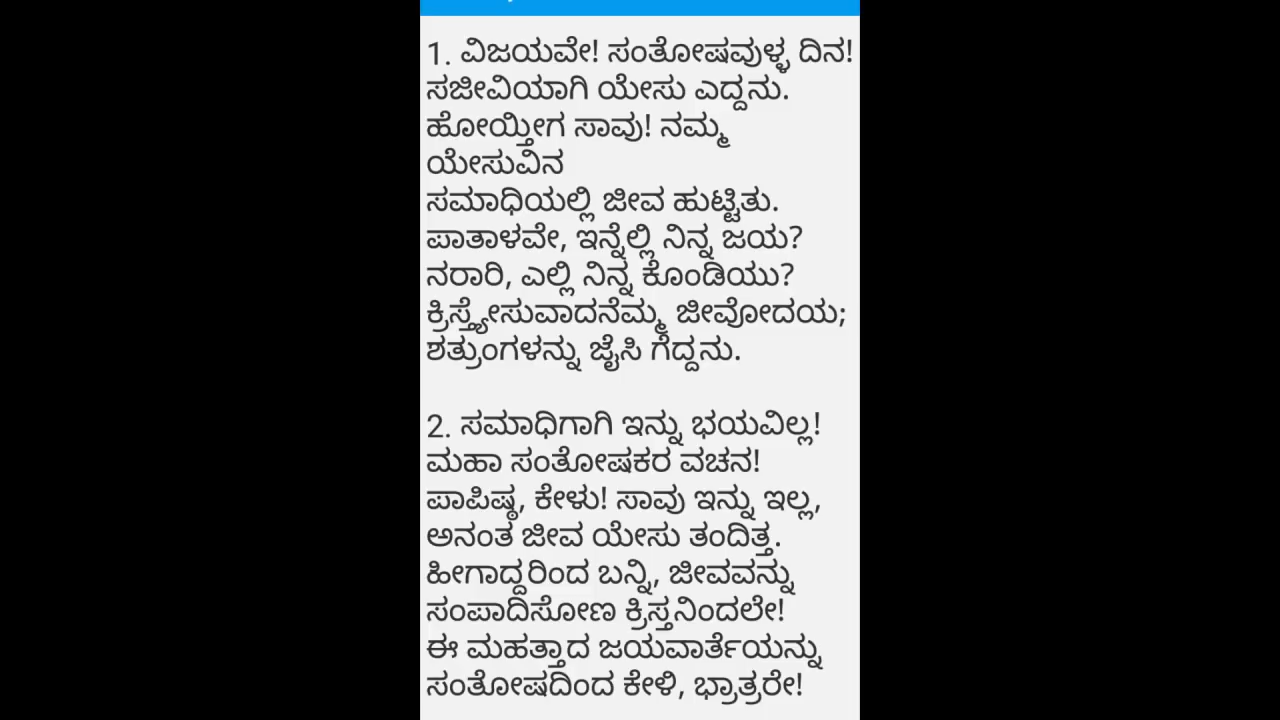 1. ವಿಜಯವೇ! ಸಂತೋಷವುಳ್ಳ ದಿನ!
ಸಜೀವಿಯಾಗಿ ಯೇಸು ಎದ್ದನು.
ಹೋಯ್ತೀಗ ಸಾವು! ನಮ್ಮ
ಯೇಸುವಿನ
ಸಮಾಧಿಯಲ್ಲಿ ಜೀವ ಹುಟ್ಟಿತು.
ಪಾತಾಳವೇ, ಇನ್ನೆಲ್ಲಿ ನಿನ್ನ ಜಯ?
ನರಾರಿ, ಎಲ್ಲಿ ನಿನ್ನ ಕೊಂಡಿಯು?
ಕ್ರಿಸ್ತ್ಯೇಸುವಾದನೆಮ್ಮ ಜೀವೋದಯ;
ಶತ್ರುಂಗಳನ್ನು ಜೈಸಿ ಗೆದ್ದನು.

2. ಸಮಾಧಿಗಾಗಿ ಇನ್ನು ಭಯವಿಲ್ಲ!
ಮಹಾ ಸಂತೋಷಕರ ವಚನ!
ಪಾಪಿಷ್ಠ, ಕೇಳು! ಸಾವು ಇನ್ನು ಇಲ್ಲ,
ಅನಂತ ಜೀವ ಯೇಸು ತಂದಿತ್ತ.
ಹೀಗಾದ್ದರಿಂದ ಬನ್ನಿ, ಜೀವವನ್ನು
ಸಂಪಾದಿಸೋಣ ಕ್ರಿಸ್ತನಿಂದಲೇ!
ಈ ಮಹತ್ತಾದ ಜಯವಾರ್ತೆಯನ್ನು
ಸಂತೋಷದಿಂದ ಕೇಳಿ, ಭ್ರಾತ್ರರೇ!